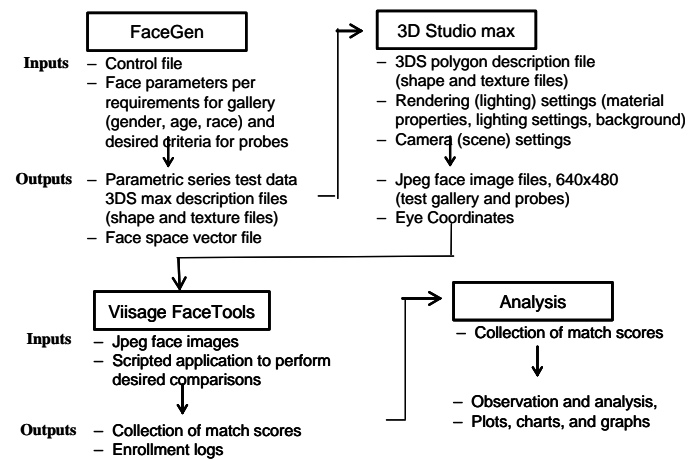 FaceGen
Inputs
– Control file
– Face parameters per
requirements for gallery
(gender, age, race) and
desired criteria for probes
Outputs
– Parametric series test data
3DS max description files
(shape and texture files)
– Face space vector file
3D Studio max
– 3DS polygon description file
(shape and texture files)
– Rendering (lighting) settings (material
properties, lighting settings, background)
– Camera (scene) settings
– Jpeg face image files, 640x480
(test gallery and probes)
– Eye Coordinates
Viisage FaceTools
Inputs
– Jpeg face images
– Scripted application to perform
desired comparisons
Outputs
– Collection of match scores
– Enrollment logs
Analysis
– Collection of match scores
– Observation and analysis,
– Plots, charts, and graphs